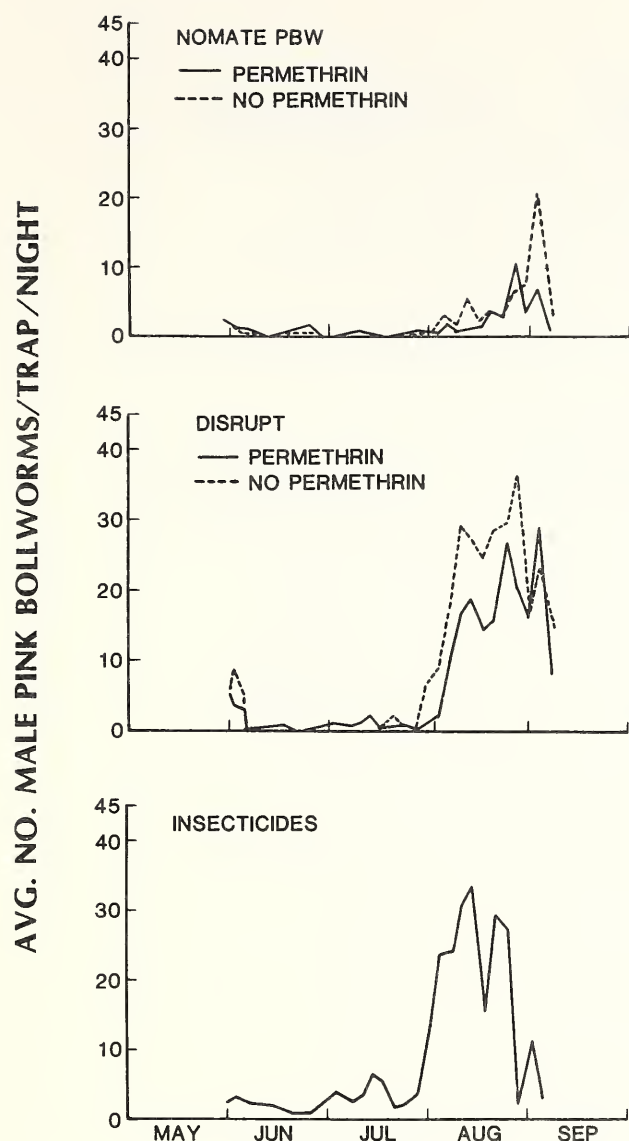 AVG. NO. MALE PINK BOLLWORMS/TRAP/NIGHT
45
NOMATE PBW
40
PERMETHRIN
NO PERMETHRIN
30
20
10
0
45
DISRUPT
40
PERMETHRIN
NO PERMETHRIN
30
20
10
0
45
INSECTICIDES
40
30
20
10
0
MAY JUN JUL AUG SEP